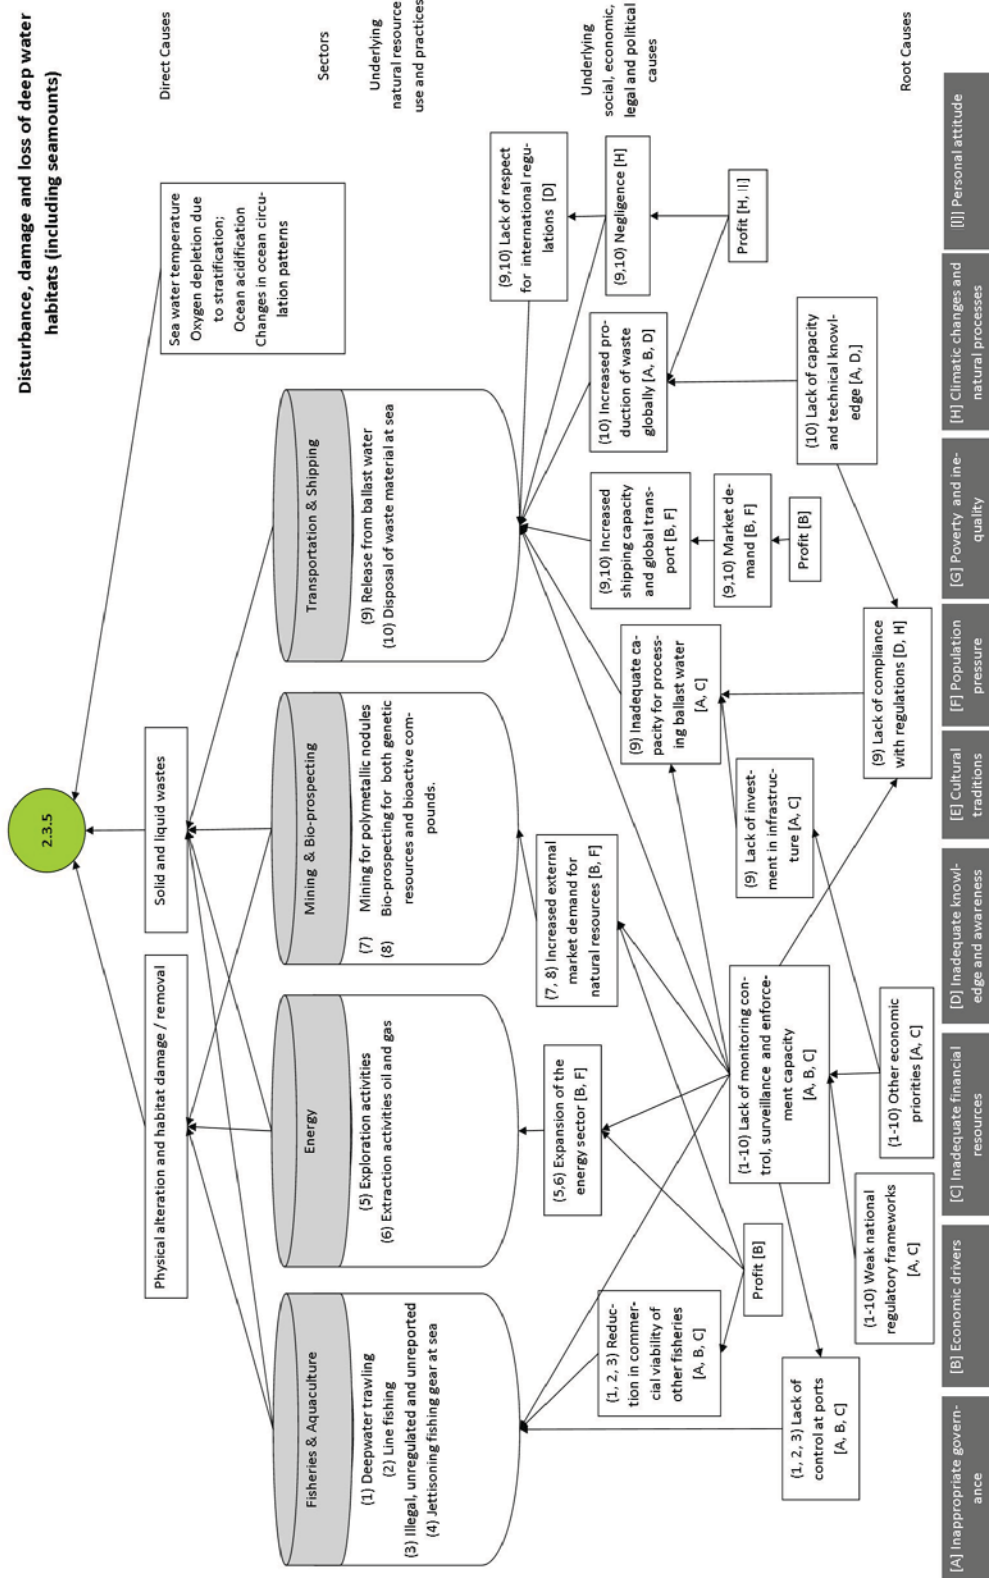 Disturbance, damage and loss of deep water
habitats (including seamounts)
Direct Causes
Sectors
Underlying
natural resource
use and practices
Underlying
social, economic,
legal and political
causes
Root Causes
2.3.5
Physical alteration and habitat damage / removal
Solid and liquid wastes
Sea water temperature
Oxygen depletion due
to stratification;
Ocean acidification
Changes in ocean circu-
lation patterns
Fisheries & Aquaculture
(1) Deepwater trawling
(2) Line fishing
(3) Illegal, unregulated and unreported
(4) Jettisoning fishing gear at sea
Energy
(5) Exploration activities
(6) Extraction activities oil and gas
Mining & Bio-prospecting
(7) Mining for polymetallic nodules
(8) Bio-prospecting for both genetic
resources and bioactive com-
pounds.
Transportation & Shipping
(9) Release from ballast water
(10) Disposal of waste material at sea
(9,10) Lack of respect
for international regu-
lations [D]
(5,6) Expansion of the
energy sector [B, F]
(7, 8) Increased external
market demand for
natural resources [B, F]
(1, 2, 3) Reduc-
tion in commer-
cial viability of
other fisheries
[A, B, C]
(9) Inadequate ca-
pacity for process-
ing ballast water
[A, C]
(9,10) Increased
shipping capacity
and global trans-
port [B, F]
(10) Increased pro-
duction of waste
globally [A, B, D]
(9,10) Negligence [H]
Profit [B]
(1-10) Lack of monitoring con-
trol, surveillance and enforce-
ment capacity
[A, B, C]
(9) Lack of invest-
ment in infrastruc-
ture [A, C]
(9,10) Market de-
mand [B, F]
Profit [B]
Profit [H, II]
(1, 2, 3) Lack of
control at ports
[A, B, C]
(10) Lack of capacity
and technical knowl-
edge [A, D,]
(1-10) Weak national
regulatory frameworks
[A, C]
(1-10) Other economic
priorities [A, C]
(9) Lack of compliance
with regulations [D, H]
[A] Inappropriate govern-
ance
[B] Economic drivers
[C] Inadequate financial
resources
[D] Inadequate knowl-
edge and awareness
[E] Cultural
traditions
[F] Population
pressure
[G] Poverty and ine-
quality
[H] Climatic changes and
natural processes
[I]] Personal attitude